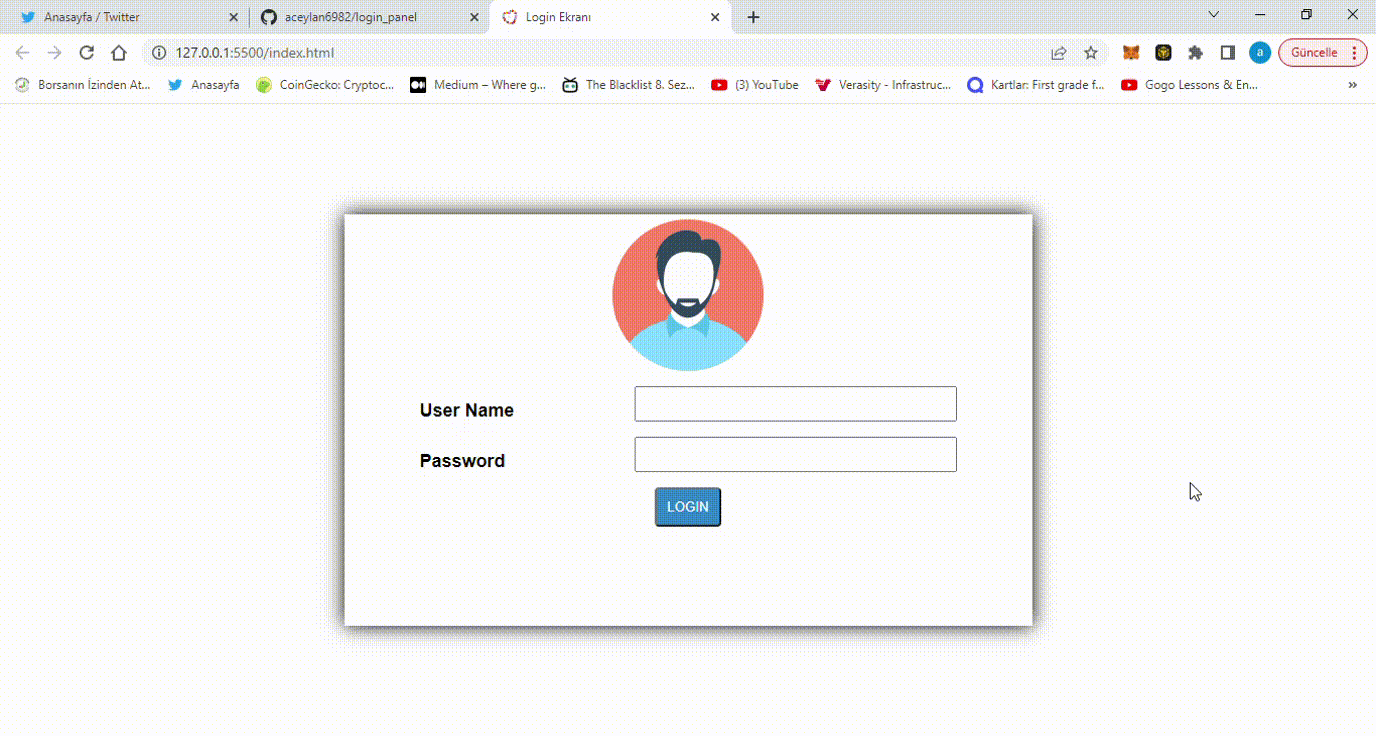 Anasayfa / Twitter
aceylan6982/login_panel
Login Ekranı
127.0.0.1:5500/index.html
a
Güncelle
Borsanın İzinden At...
Anasayfa
CoinGecko: Cryptoc...
Medium – Where g...
The Blacklist 8. Sez...
(3) YouTube
Verasity - Infrastruc...
Kartlar: First grade f...
Gogo Lessons & En...
»
User Name
Password
LOGIN